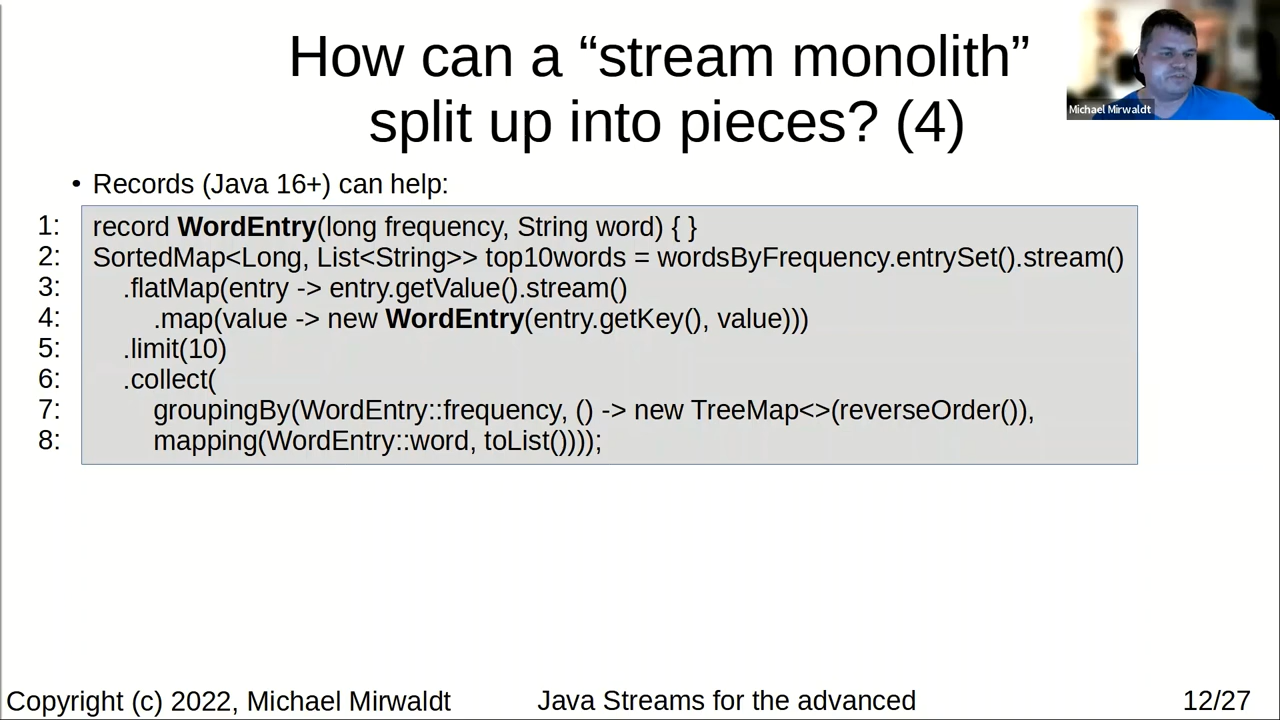 How can a “stream monolith”
split up into pieces? (4)
Michael Mirwaldt
• Records (Java 16+) can help:
1: record WordEntry(long frequency, String word) { }
2: SortedMap<Long, List<String>> top10words = wordsByFrequency.entrySet().stream()
3: .flatMap(entry -> entry.getValue().stream()
4: .map(value -> new WordEntry(entry.getKey(), value)))
5: .limit(10)
6: .collect(
7: groupingBy(WordEntry::frequency, () -> new TreeMap<>(reverseOrder()),
8: mapping(WordEntry::word, toList())));
Copyright (c) 2022, Michael Mirwaldt Java Streams for the advanced 12/27